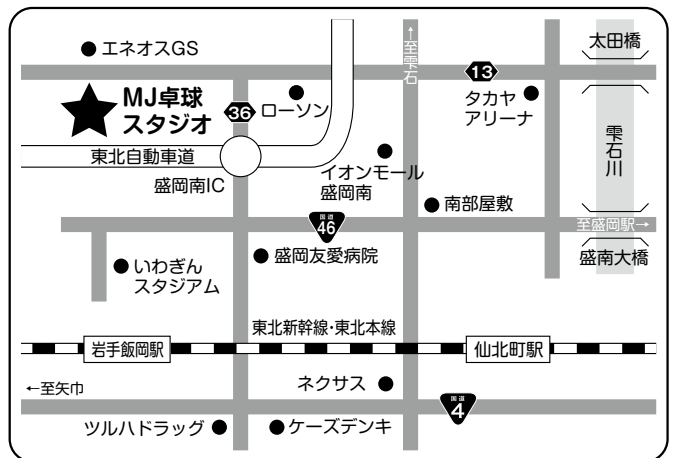 エネオスGS
太田橋
←至雫石
13
MJ卓球
スタジオ
36
ローソン
タカヤ
アリーナ
雫石川
東北自動車道
イオンモール
盛岡南
盛岡南IC
南部屋敷
国道
46
至盛岡駅→
盛岡友愛病院
盛南大橋
いわぎん
スタジアム
東北新幹線・東北本線
岩手飯岡駅
仙北町駅
←至矢巾
ネクサス
国道
4
ツルハドラッグ
ケーズデンキ